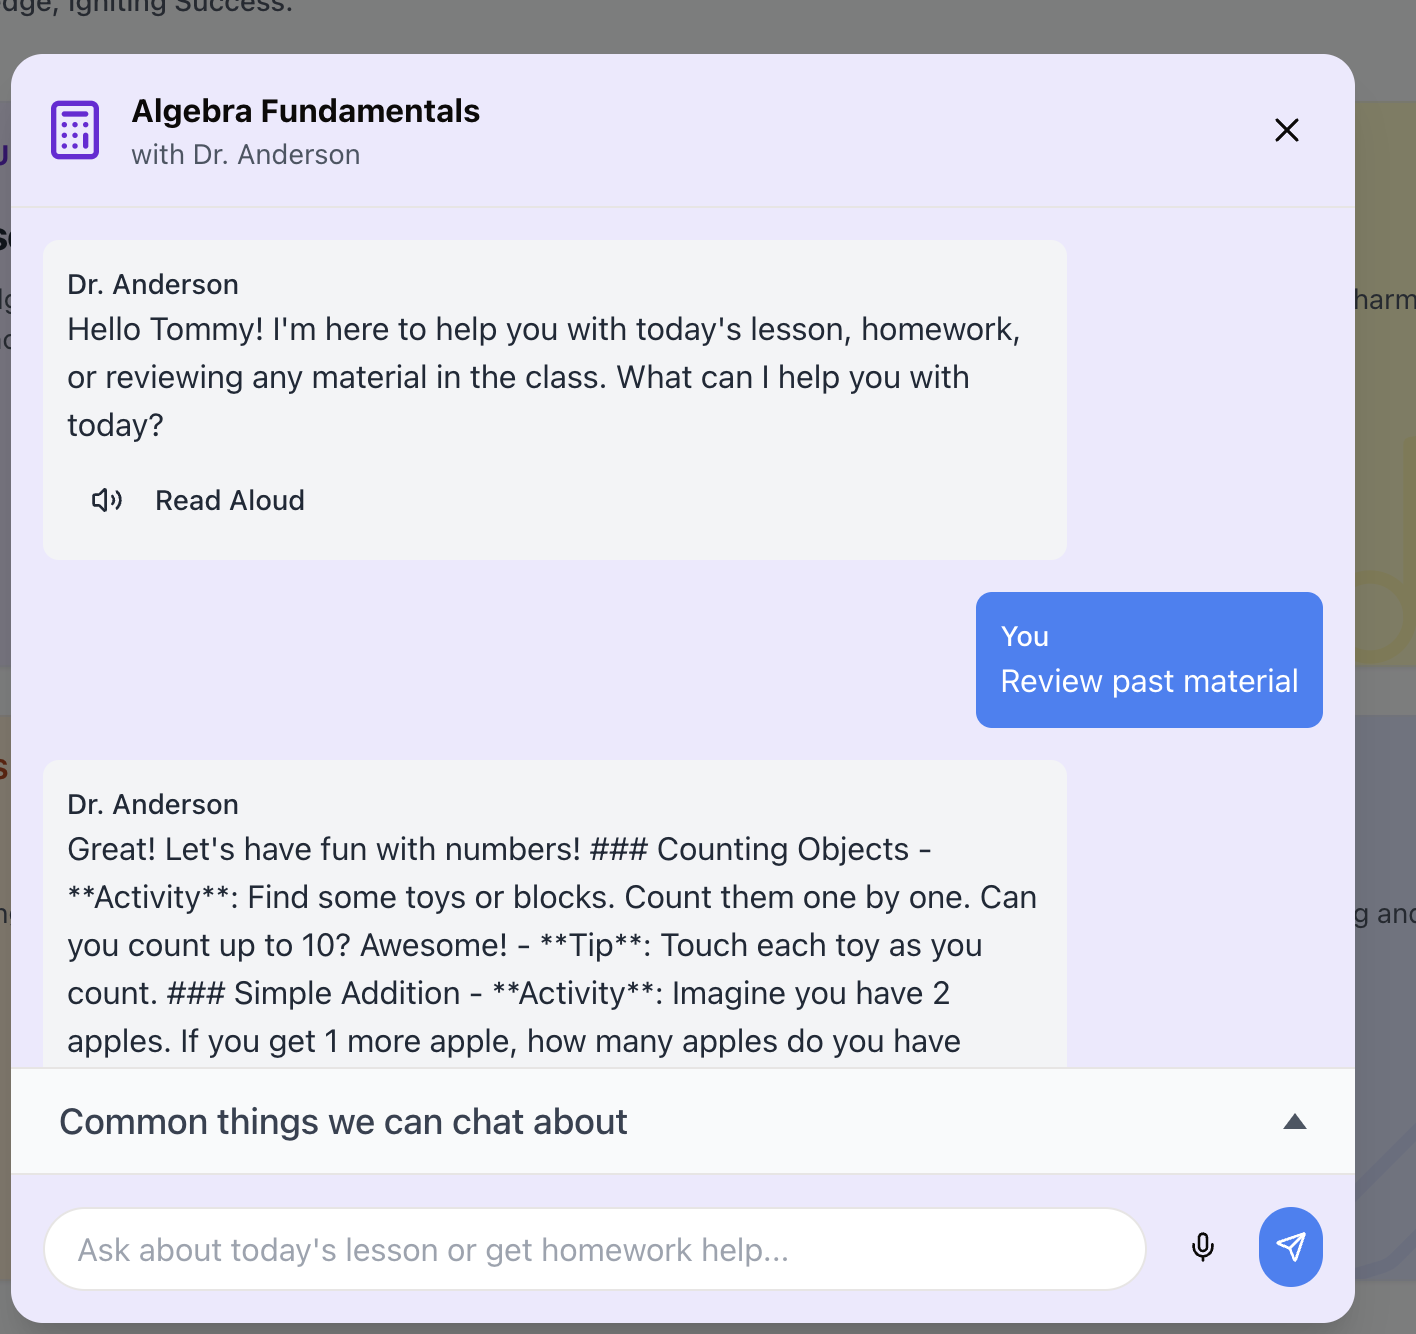 Igniting Success.
Algebra Fundamentals
with Dr. Anderson
Dr. Anderson
Hello Tommy! I'm here to help you with today's lesson, homework,
or reviewing any material in the class. What can I help you with
today?
Read Aloud
You
Review past material
Dr. Anderson
Great! Let's have fun with numbers! ### Counting Objects -
**Activity**: Find some toys or blocks. Count them one by one. Can
you count up to 10? Awesome! - **Tip**: Touch each toy as you
count. ### Simple Addition - **Activity**: Imagine you have 2
apples. If you get 1 more apple, how many apples do you have
Common things we can chat about
Ask about today's lesson or get homework help...